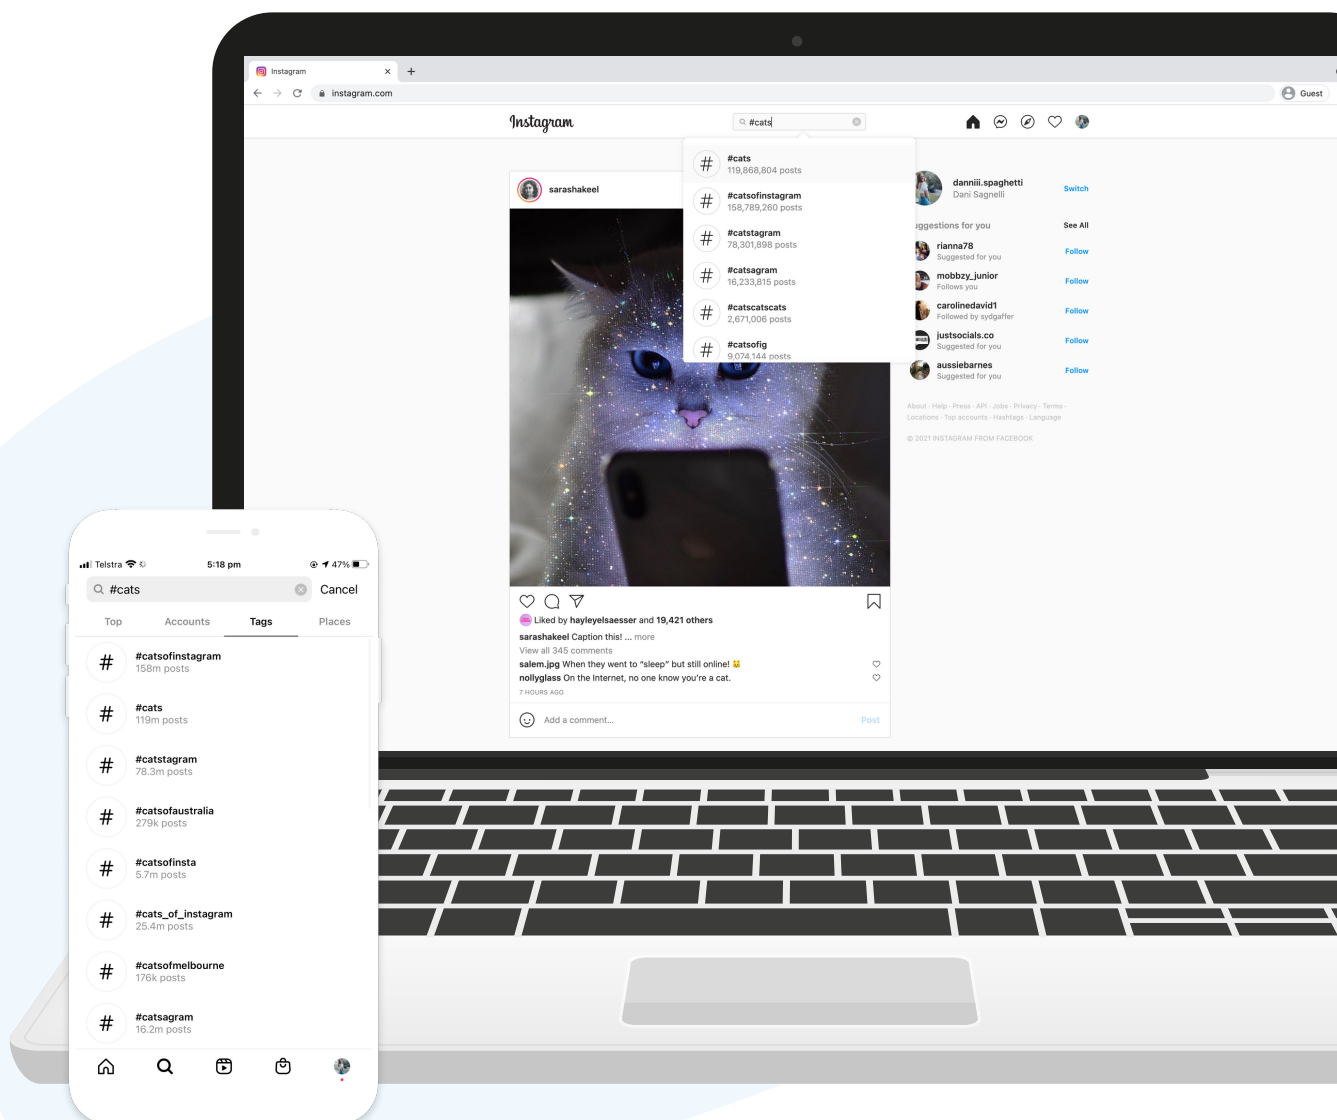 Instagram
instagram.com
Guest
Instagram
#cats
#cats
119,868,804 posts
#catsofinstagram
158,789,260 posts
#catstagram
78,301,898 posts
#catsagram
16,233,815 posts
#catscatscats
2,671,006 posts
#catsofig
9,074,144 posts
sarashakeel
danniii.spaghetti
Dani Sagnelli
Switch
uggestions for you
See All
rianna78
Suggested for you
Follow
mobbzy_junior
Follows you
Follow
carolinedavid1
Followed by sydgaffer
Follow
justsocials.co
Suggested for you
Follow
aussiebarnes
Suggested for you
Follow
About · Help · Press · API · Jobs · Privacy · Terms ·
Locations · Top accounts · Hashtags · Language
© 2021 INSTAGRAM FROM FACEBOOK
Liked by hayleyelsaesser and 19,421 others
sarashakeel Caption this! ... more
View all 345 comments
salem.jpg When they went to “sleep” but still online! 🐱
nollyglass On the Internet, no one know you’re a cat.
7 HOURS AGO
Add a comment...
Post
Telstra
5:18 pm
47%
#cats
Cancel
Top Accounts Tags Places
#catsofinstagram
158m posts
#cats
119m posts
#catstagram
78.3m posts
#catsofaustralia
279k posts
#catsofinsta
5.7m posts
#cats_of_instagram
25.4m posts
#catsofmelbourne
176k posts
#catsagram
16.2m posts